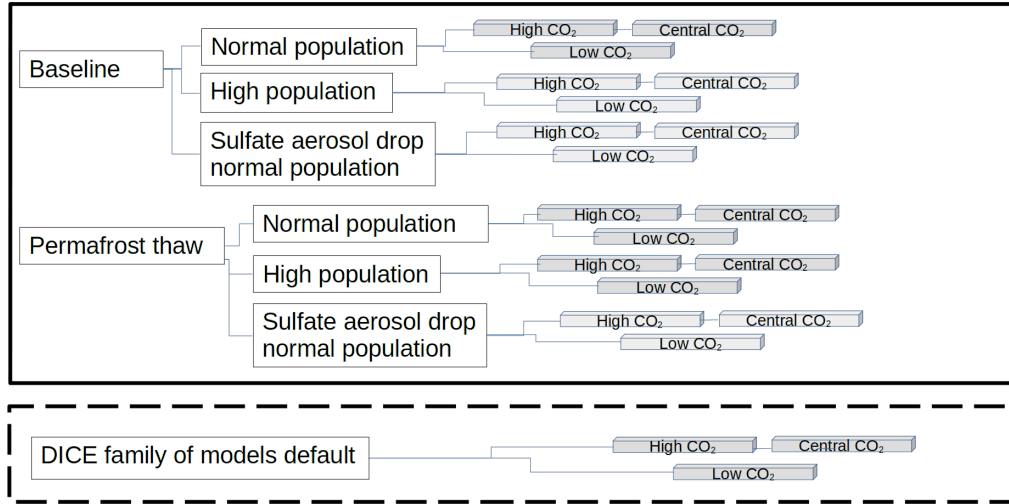 Baseline
Normal population
High CO₂
Central CO₂
Low CO₂
High population
High CO₂
Central CO₂
Low CO₂
Sulfate aerosol drop
normal population
High CO₂
Central CO₂
Low CO₂
Permafrost thaw
Normal population
High CO₂
Central CO₂
Low CO₂
High population
High CO₂
Central CO₂
Low CO₂
Sulfate aerosol drop
normal population
High CO₂
Central CO₂
Low CO₂
DICE family of models default
High CO₂
Central CO₂
Low CO₂